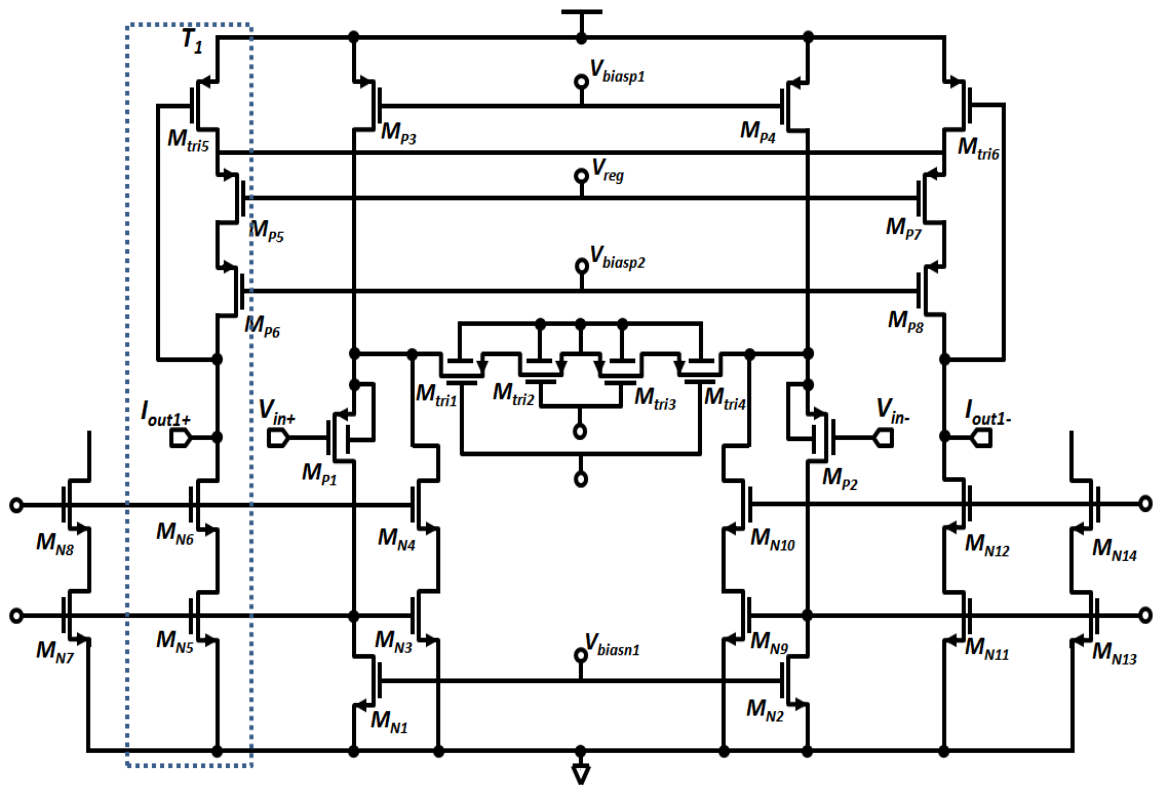 T1
Vbiasp1
Mtri5
MP3
MP4
Mtri6
Vreg
MP5
MP7
Vbiasp2
MP6
MP8
Mtri1
Mtri2
Mtri3
Mtri4
Iout1+
Vin+
Vin-
Iout1-
MP1
MP2
MN8
MN6
MN4
MN10
MN12
MN14
MN7
MN5
MN3
Vbiasn1
MN9
MN11
MN13
MN1
MN2